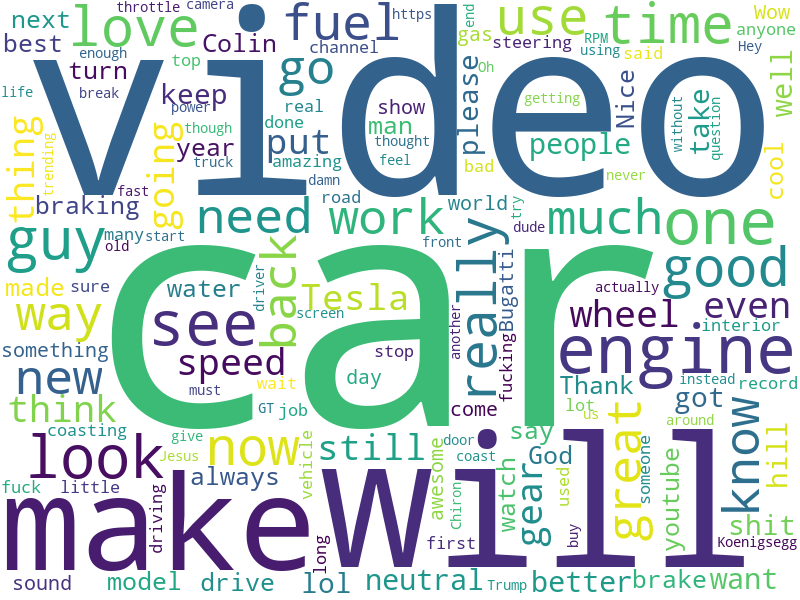 throttle camera https end Wow
next love fuel channel gas steering RPM using said time Hey anyone
best Colin go enough top Oh use well
life turn break keep power real show please Nice take without question
thing trending going year though put done man thought getting people bad cool
video
truck amazing feel damn never
braking fast road world try
guy many old start need work front dude much one
car
made sure way water back driver Tesla screen really Bugatti actually good
something see speed stop another fucking wheel even interior
new must wait day engine instead record
think GT job come Thank lot us got around
coasting give Jesus still door coast say God great know hill
look now vehicle awesome watch gear used someone youtube shit
fuck little always Chiron buy
make driving long first will Koenigsegg
sound model drive lol neutral Trump better brake want